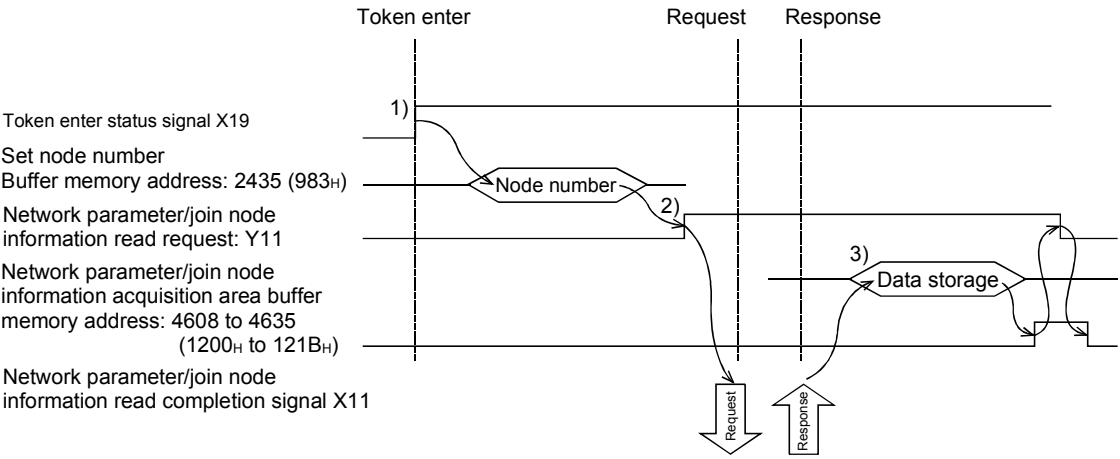 Token enter
Request
Response
1)
Token enter status signal X19
Set node number
Buffer memory address: 2435 (983H)
Node number
2)
Network parameter/join node
information read request: Y11
3)
Network parameter/join node
information acquisition area buffer
memory address: 4608 to 4635
(1200H to 121BH)
Data storage
Network parameter/join node
information read completion signal X11
Request
Response